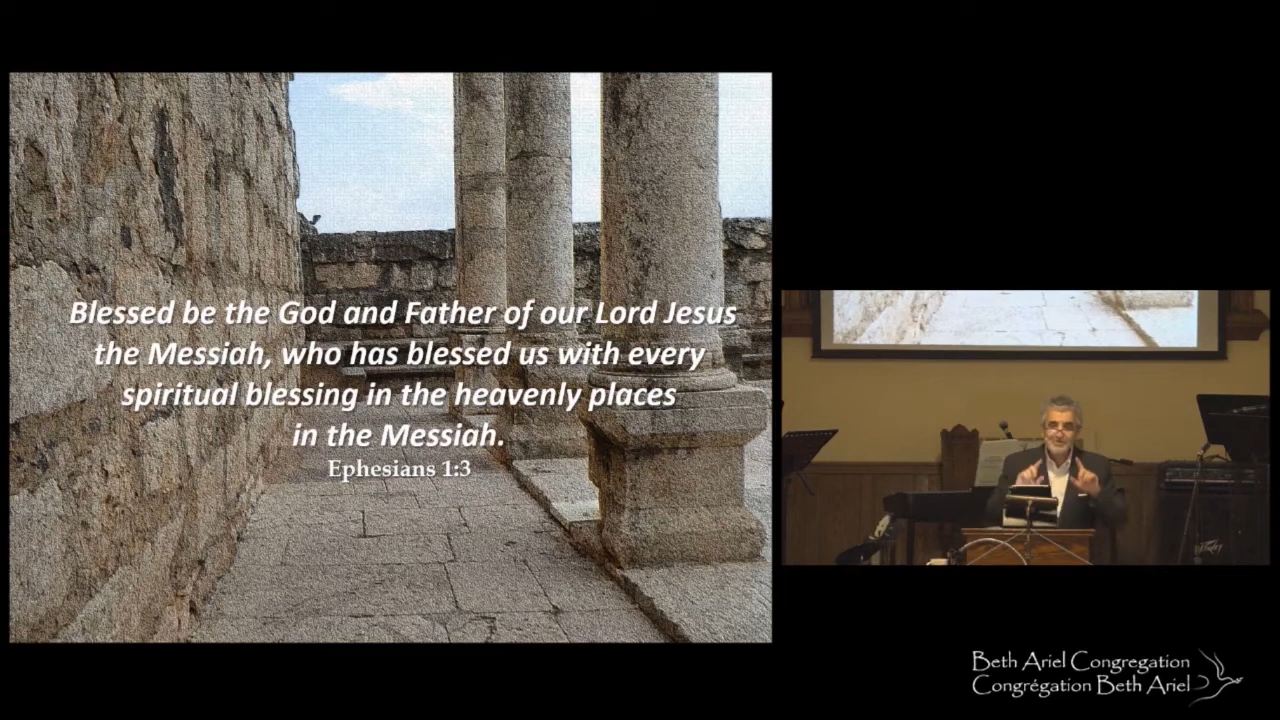 Blessed be the God and Father of our Lord Jesus
the Messiah, who has blessed us with every
spiritual blessing in the heavenly places
in the Messiah.
Ephesians 1:3
PEAVEY
Beth Ariel Congregation
Congrégation Beth Ariel